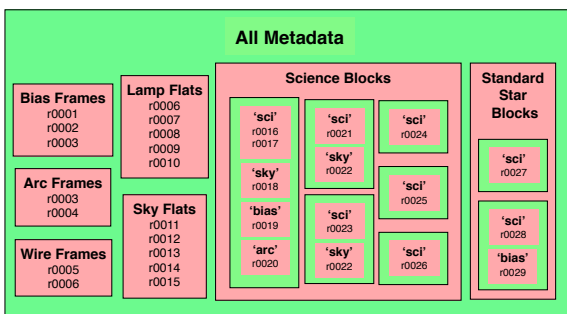 All Metadata
Bias Frames
r0001
r0002
r0003
Arc Frames
r0003
r0004
Wire Frames
r0005
r0006
Lamp Flats
r0006
r0007
r0008
r0009
r0010
Sky Flats
r0011
r0012
r0013
r0014
r0015
Science Blocks
‘sci’
r0016
r0017
‘sky’
r0018
‘bias’
r0019
‘arc’
r0020
‘sci’
r0021
‘sky’
r0022
‘sci’
r0023
‘sky’
r0022
‘sci’
r0024
‘sci’
r0025
‘sci’
r0026
Standard
Star
Blocks
‘sci’
r0027
‘sci’
r0028
‘bias’
r0029